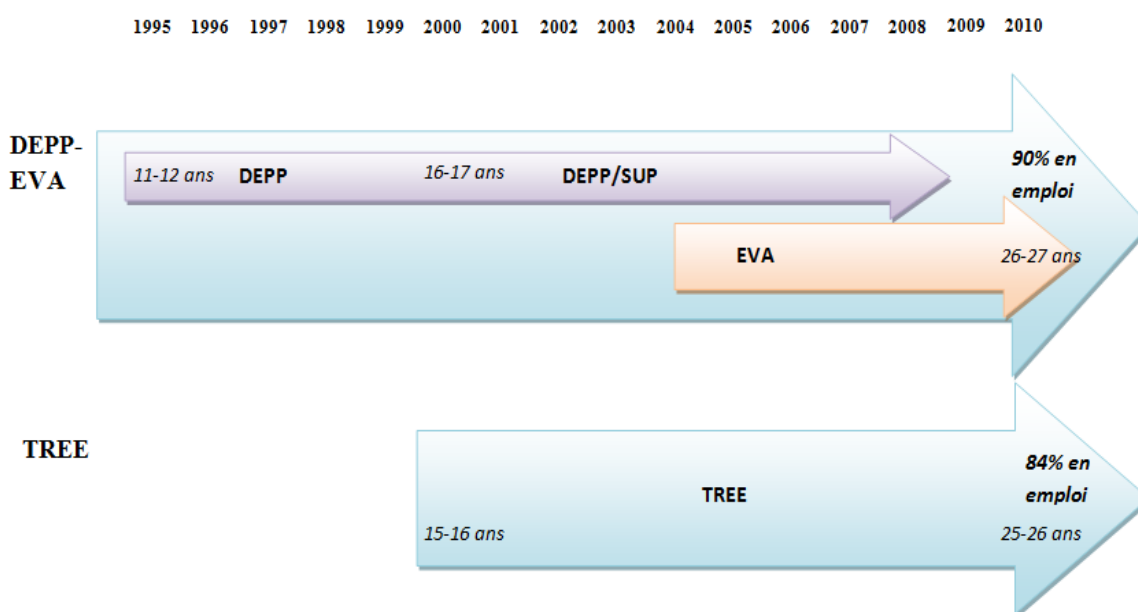 1995 1996 1997 1998 1999 2000 2001 2002 2003 2004 2005 2006 2007 2008 2009 2010
DEPP-
EVA
11-12 ans DEPP 16-17 ans DEPP/SUP
90% en
emploi
EVA 26-27 ans
TREE
84% en
emploi
TREE
15-16 ans 25-26 ans